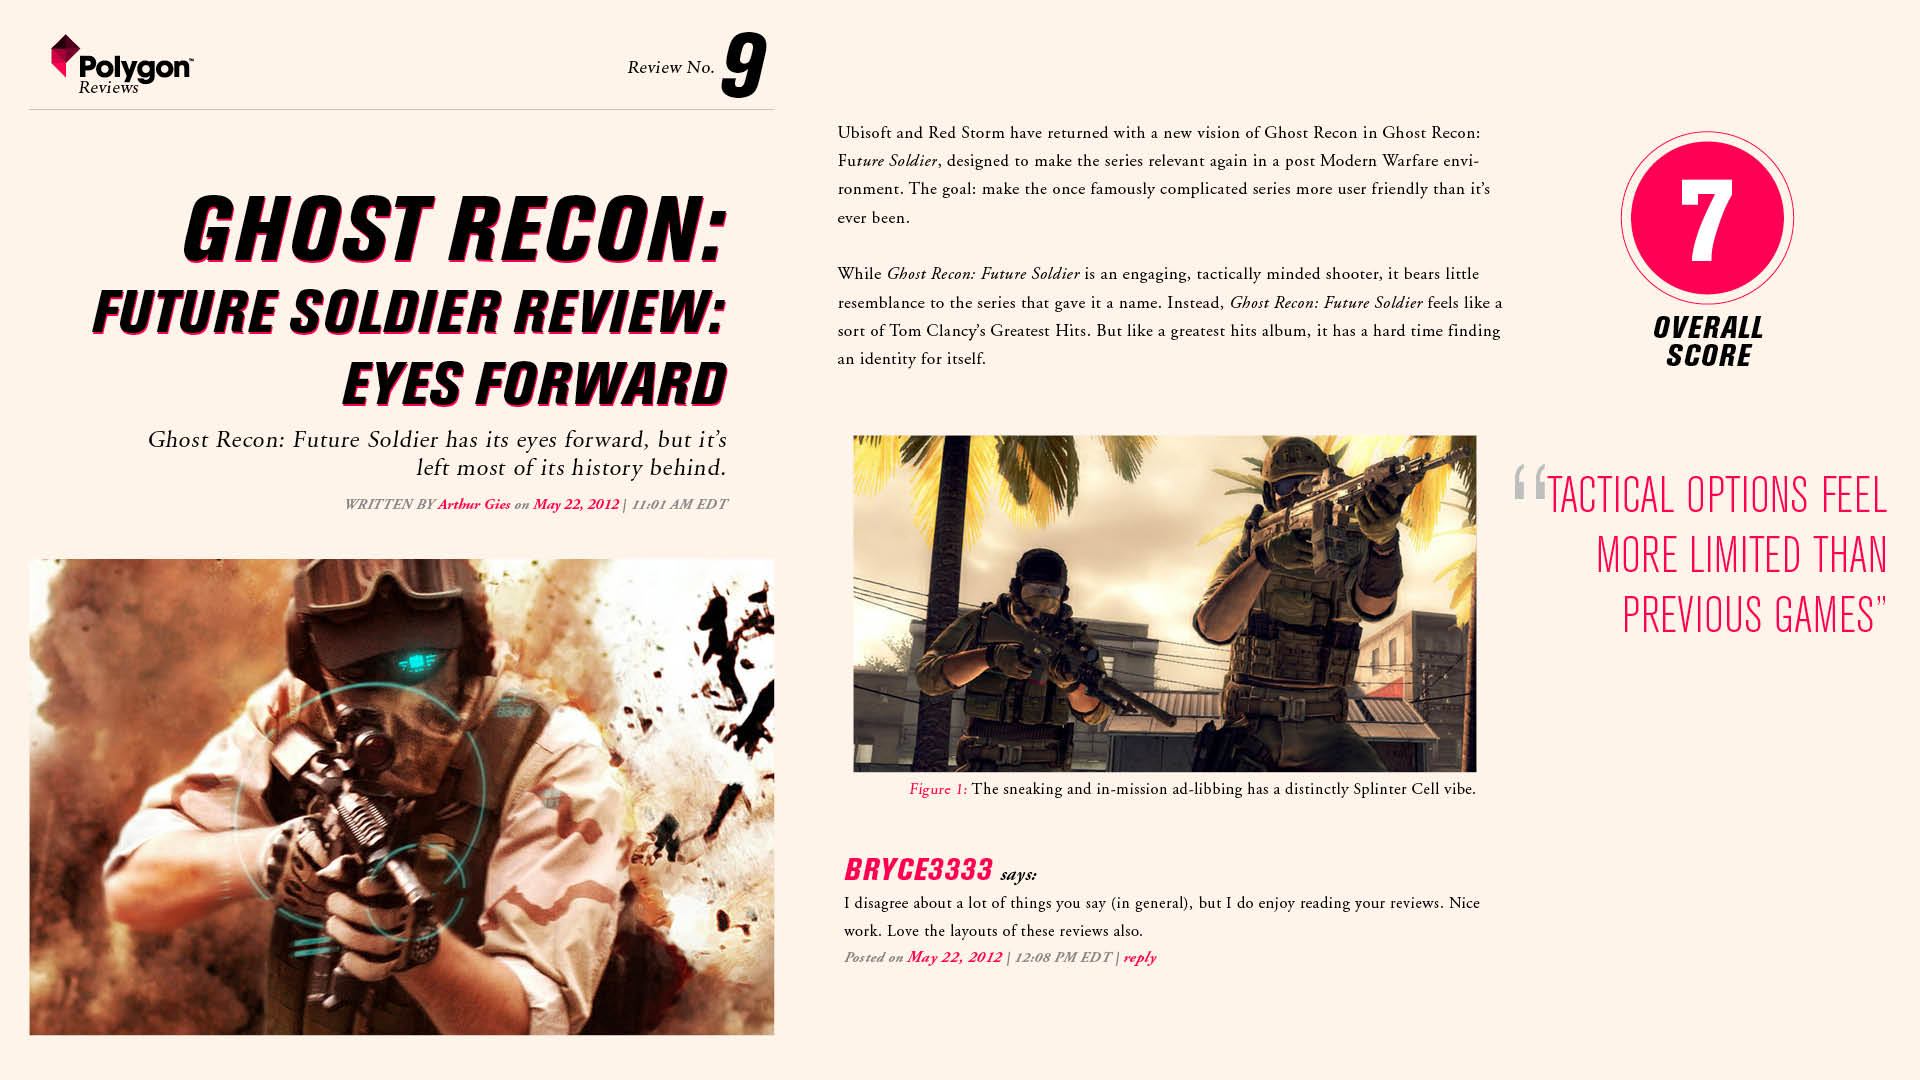 Polygon™
Reviews
Review No. 9
GHOST RECON:
FUTURE SOLDIER REVIEW:
EYES FORWARD
Ghost Recon: Future Soldier has its eyes forward, but it’s
left most of its history behind.
WRITTEN BY Arthur Gies on May 22, 2012 | 11:01 AM EDT
Ubisoft and Red Storm have returned with a new vision of Ghost Recon in Ghost Recon:
Future Soldier, designed to make the series relevant again in a post Modern Warfare envi-
ronment. The goal: make the once famously complicated series more user friendly than it’s
ever been.
While Ghost Recon: Future Soldier is an engaging, tactically minded shooter, it bears little
resemblance to the series that gave it a name. Instead, Ghost Recon: Future Soldier feels like a
sort of Tom Clancy’s Greatest Hits. But like a greatest hits album, it has a hard time finding
an identity for itself.
Figure 1: The sneaking and in-mission ad-libbing has a distinctly Splinter Cell vibe.
BRYCE3333 says:
I disagree about a lot of things you say (in general), but I do enjoy reading your reviews. Nice
work. Love the layouts of these reviews also.
Posted on May 22, 2012 | 12:08 PM EDT | reply
7
OVERALL
SCORE
“TACTICAL OPTIONS FEEL
MORE LIMITED THAN
PREVIOUS GAMES”